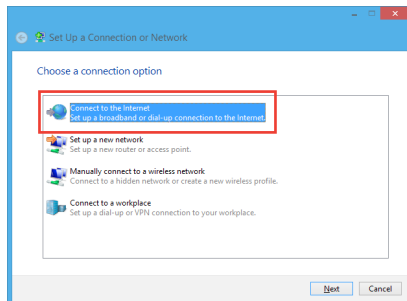 Set Up a Connection or Network
Choose a connection option
Connect to the Internet
Set up a broadband or dial-up connection to the Internet.
Set up a new network
Set up a new router or access point.
Manually connect to a wireless network
Connect to a hidden network or create a new wireless profile.
Connect to a workplace
Set up a dial-up or VPN connection to your workplace.
Next Cancel